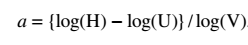 a = {log(H) − log(U)} / log(V)